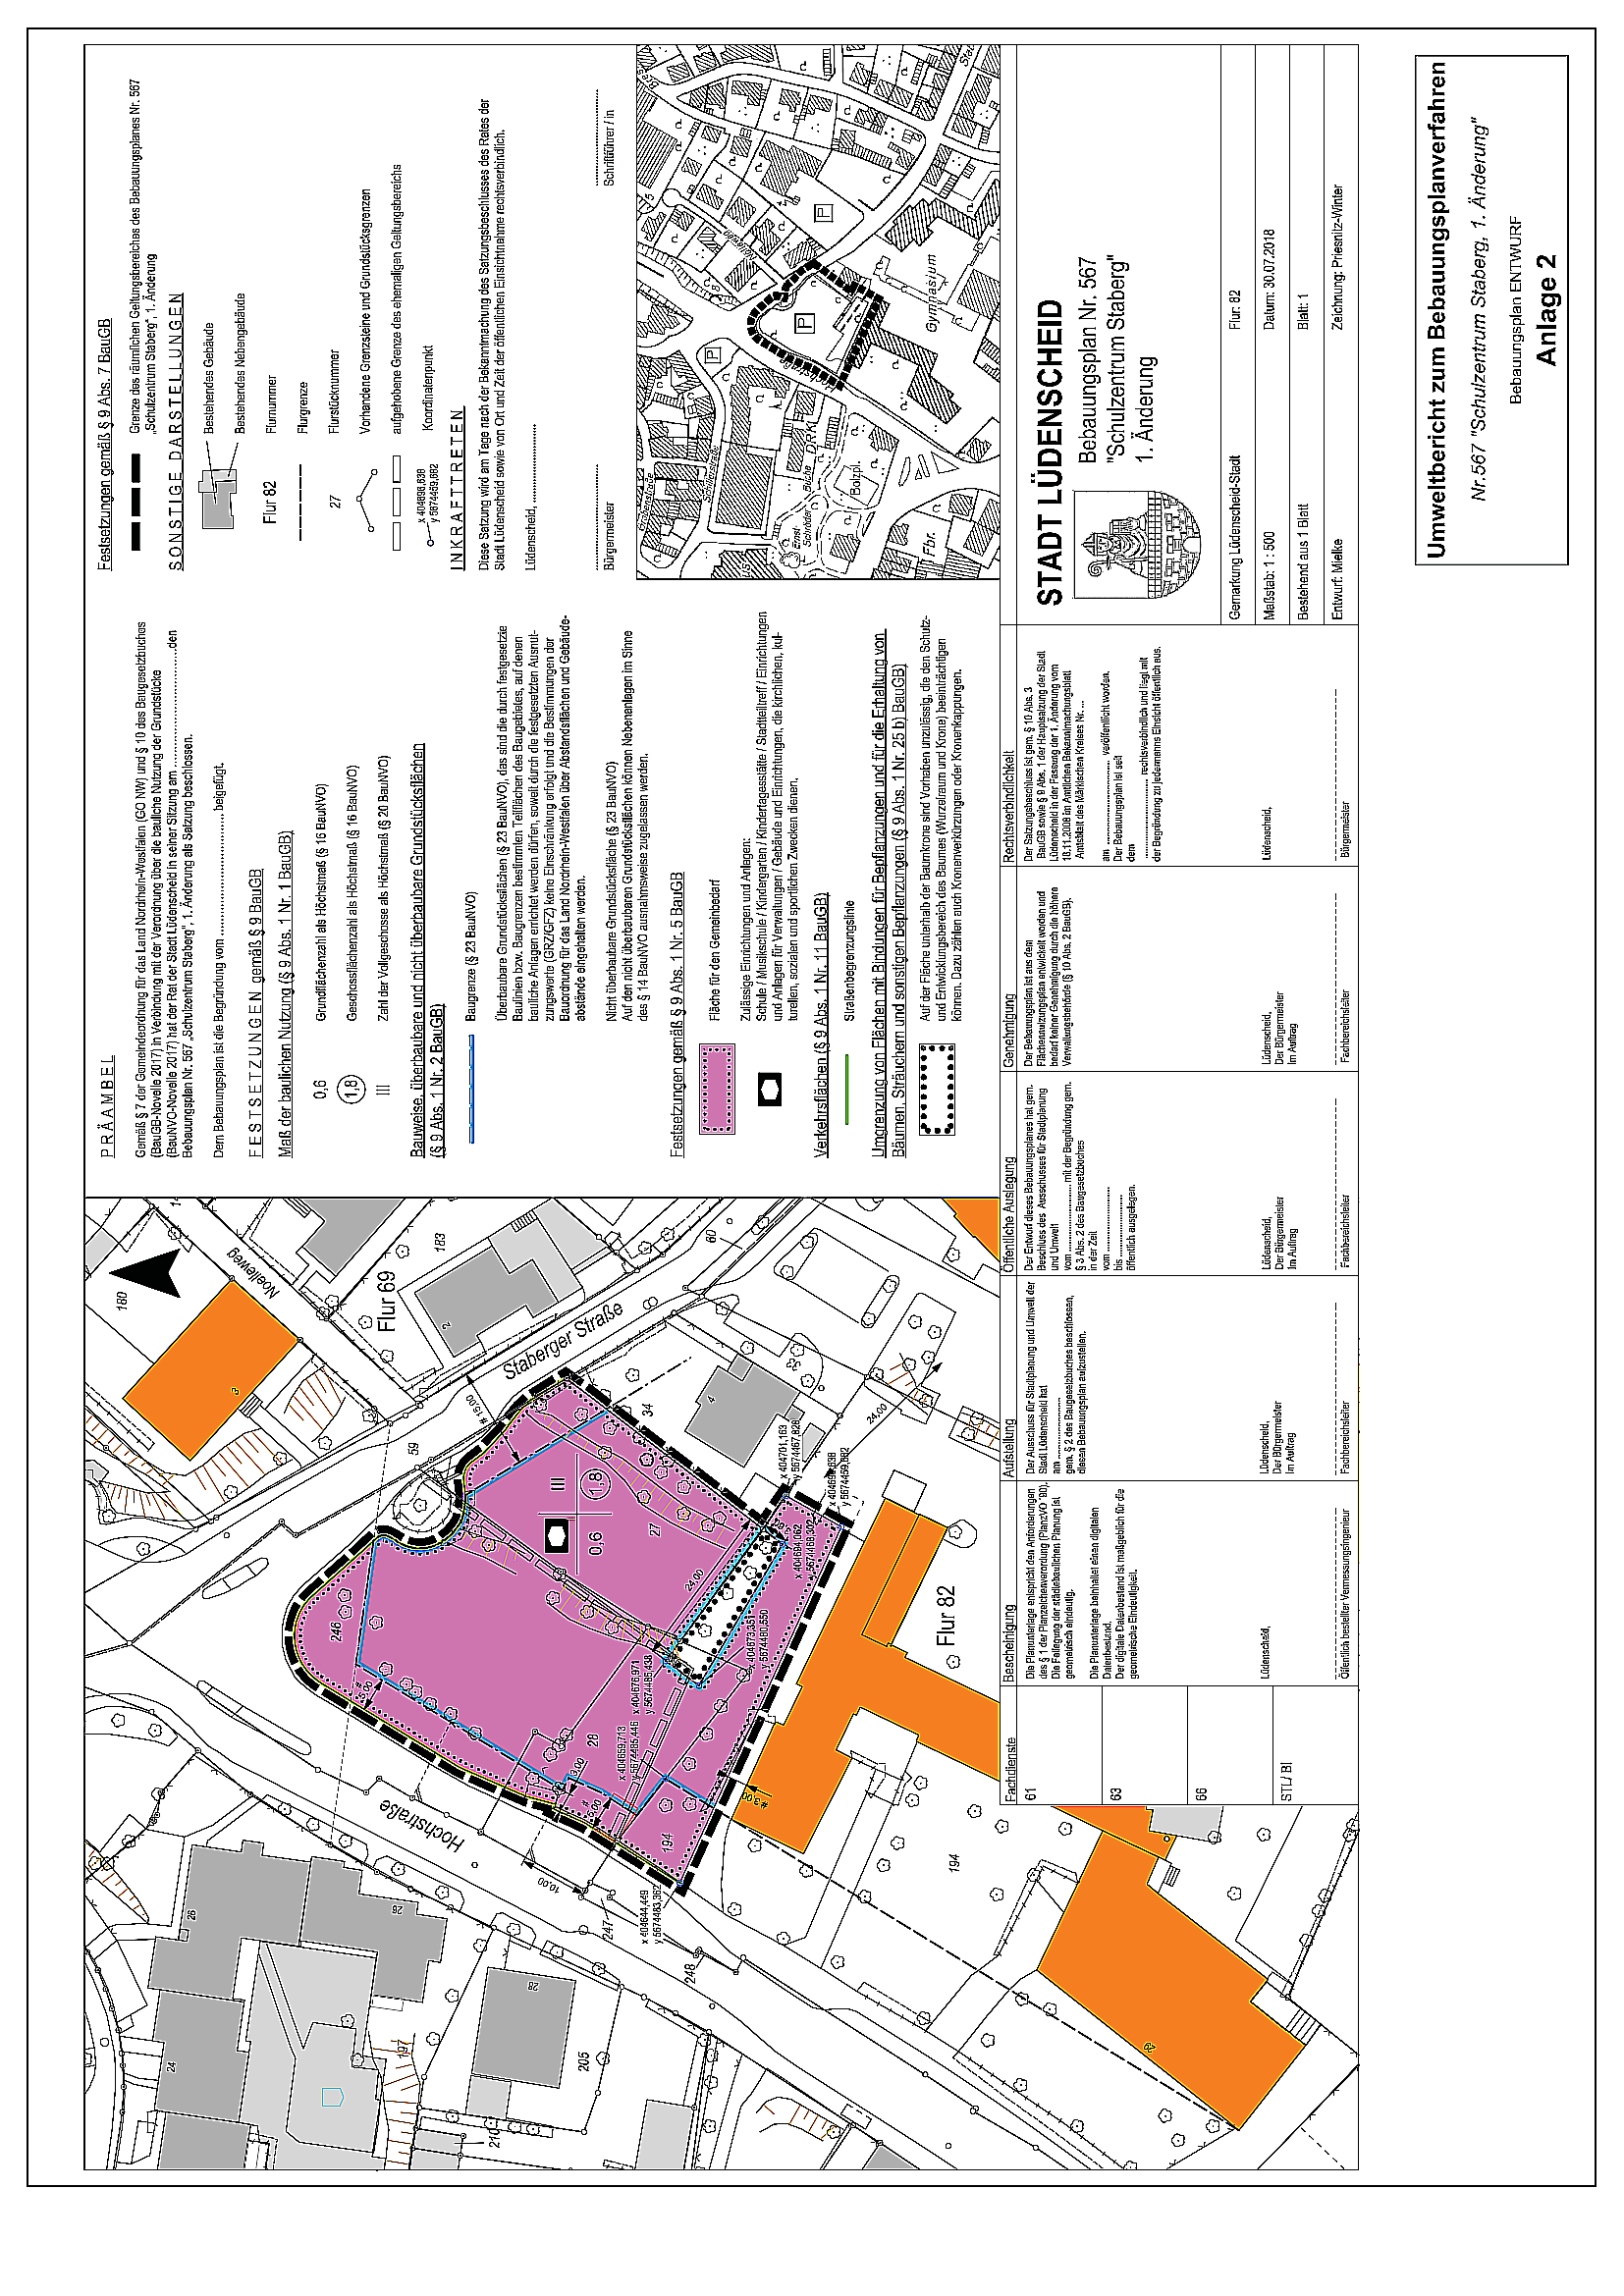 PRÄAMBEL
Gemäß § 7 der Gemeindeordnung für das Land Nordrhein-Westfalen (GO NW) und § 10 des Baugesetzbuches
(BauGB-Novelle 2017) in Verbindung mit der Verordnung über die bauliche Nutzung der Grundstücke
(BauNVO-Novelle 2017) hat der Rat der Stadt Lüdenscheid in seiner Sitzung am ........................den
Bebauungsplan Nr. 567 „Schulzentrum Staberg", 1. Änderung als Satzung beschlossen.
Dem Bebauungsplan ist die Begründung vom ............................ beigefügt.
FESTSETZUNGEN gemäß § 9 BauGB
Maß der baulichen Nutzung (§ 9 Abs. 1 Nr. 1 BauGB)
0,6 Grundflächenzahl als Höchstmaß (§ 16 BauNVO)
1,8 Geschossflächenzahl als Höchstmaß (§ 16 BauNVO)
III Zahl der Vollgeschosse als Höchstmaß (§ 20 BauNVO)
Bauweise, überbaubare und nicht überbaubare Grundstücksflächen
(§ 9 Abs. 1 Nr. 2 BauGB)
Baugrenze (§ 23 BauNVO)
Überbaubare Grundstücksflächen (§ 23 BauNVO), das sind die durch festgesetzte
Baulinien bzw. Baugrenzen bestimmten Teilflächen des Baugebietes, auf denen
bauliche Anlagen errichtet werden dürfen, soweit durch die festgesetzten Ausnut-
zungswerte (GRZ/GFZ) keine Einschränkung erfolgt und die Bestimmungen der
Bauordnung für das Land Nordrhein-Westfalen über Abstandsflächen und Gebäude-
abstände eingehalten werden.
Nicht überbaubare Grundstücksfläche (§ 23 BauNVO)
Auf den nicht überbaubaren Grundstücksflächen können Nebenanlagen im Sinne
des § 14 BauNVO ausnahmsweise zugelassen werden.
Festsetzungen gemäß § 9 Abs. 1 Nr. 5 BauGB
Fläche für den Gemeinbedarf
Zulässige Einrichtungen und Anlagen:
Schule / Musikschule / Kindergarten / Kindertagesstätte / Stadtteiltreff / Einrichtungen
und Anlagen für Verwaltungen / Gebäude und Einrichtungen, die kirchlichen, kul-
turellen, sozialen und sportlichen Zwecken dienen.
Verkehrsflächen (§ 9 Abs. 1 Nr. 11 BauGB)
Straßenbegrenzungslinie
Umgrenzung von Flächen mit Bindungen für Bepflanzungen und für die Erhaltung von
Bäumen, Sträuchern und sonstigen Bepflanzungen (§ 9 Abs. 1 Nr. 25 b) BauGB)
Auf der Fläche unterhalb der Baumkrone sind Vorhaben unzulässig, die den Schutz-
und Entwicklungsbereich des Baumes (Wurzelraum und Krone) beeinträchtigen
können. Dazu zählen auch Kronenverkürzungen oder Kronenkappungen.
Festsetzungen gemäß § 9 Abs. 7 BauGB
Grenze des räumlichen Geltungsbereiches des Bebauungsplanes Nr. 567
„Schulzentrum Staberg", 1. Änderung
SONSTIGE DARSTELLUNGEN
Bestehendes Gebäude
Bestehendes Nebengebäude
Flur 82 Flurnummer
Flurgrenze
27 Flurstücknummer
Vorhandene Grenzsteine und Grundstücksgrenzen
aufgehobene Grenze des ehemaligen Geltungsbereichs
x 404698,638
y 5674459,682
Koordinatenpunkt
INKRAFTTRETEN
Diese Satzung wird am Tage nach der Bekanntmachung des Satzungsbeschlusses des Rates der
Stadt Lüdenscheid sowie von Ort und Zeit der öffentlichen Einsichtnahme rechtsverbindlich.
Lüdenscheid, ....................
Bürgermeister
Schriftführer / in
Gymasium
Bolzpl.
Fbr.
P
P
P
180
Noelleweg
183
Flur 69
Staberger Straße
60
59
33
34
24,00
# 15,00
246
III
0,6
1,8
27
28
24,00
Hochstraße
194
10,00
247
248
x 404701,163
y 5674467,828
x 404698,638
y 5674459,682
x 404694,062
y 5674468,302
x 404673,351
y 5674480,550
x 404676,971
y 5674485,438
x 404659,713
y 5674485,446
x 404644,449
y 5674483,362
# 3,00
Flur 82
194
26
26
24
28
197
205
210
29
Fachdienste
61
63
66
STL/ BI
Bescheinigung
Die Planunterlage entspricht den Anforderungen
des § 1 der Planzeichenverordnung (PlanzVO '90).
Die Festlegung der städtebaulichen Planung ist
geometrisch eindeutig.
Die Planunterlage beinhaltet einen digitalen
Datenbestand.
Der digitale Datenbestand ist maßgeblich für die
geometrische Eindeutigkeit.
Lüdenscheid,
Öffentlich bestellter Vermessungsingenieur
Aufstellung
Der Ausschuss für Stadtplanung und Umwelt der
Stadt Lüdenscheid hat
am ....................
gem. § 2 des Baugesetzbuches beschlossen,
diesen Bebauungsplan aufzustellen.
Lüdenscheid,
Der Bürgermeister
Im Auftrag
Fachbereichsleiter
Öffentliche Auslegung
Der Entwurf dieses Bebauungsplanes hat gem.
Beschluss des Ausschusses für Stadtplanung
und Umwelt
vom .................... mit der Begründung gem.
§ 3 Abs. 2 des Baugesetzbuches
in der Zeit
vom ....................
bis ....................
öffentlich ausgelegen.
Lüdenscheid,
Der Bürgermeister
Im Auftrag
Fachbereichsleiter
Genehmigung
Der Bebauungsplan ist aus dem
Flächennutzungsplan entwickelt worden und
bedarf keiner Genehmigung durch die höhere
Verwaltungsbehörde (§ 10 Abs. 2 BauGB).
Lüdenscheid,
Der Bürgermeister
Im Auftrag
Fachbereichsleiter
Rechtsverbindlichkeit
Der Satzungsbeschluss ist gem. § 10 Abs. 3
BauGB sowie § 8 Abs. 1 der Hauptsatzung der Stadt
Lüdenscheid in der Fassung der 1. Änderung vom
18.11.2008 im Amtlichen Bekanntmachungsblatt
Amtsblatt des Märkischen Kreises Nr. ...
am .................... veröffentlicht worden.
Der Bebauungsplan ist seit
dem
.................... rechtsverbindlich und liegt mit
der Begründung zu jedermanns Einsicht öffentlich aus.
Lüdenscheid,
Bürgermeister
STADT LÜDENSCHEID
Bebauungsplan Nr. 567
"Schulzentrum Staberg"
1. Änderung
Gemarkung Lüdenscheid-Stadt Flur: 82
Maßstab: 1 : 500 Datum: 30.07.2018
Bestehend aus 1 Blatt Blatt: 1
Entwurf: Mielke Zeichnung: Priesnitz-Winter
Umweltbericht zum Bebauungsplanverfahren
Nr.567 "Schulzentrum Staberg, 1. Änderung"
Bebauungsplan ENTWURF
Anlage 2